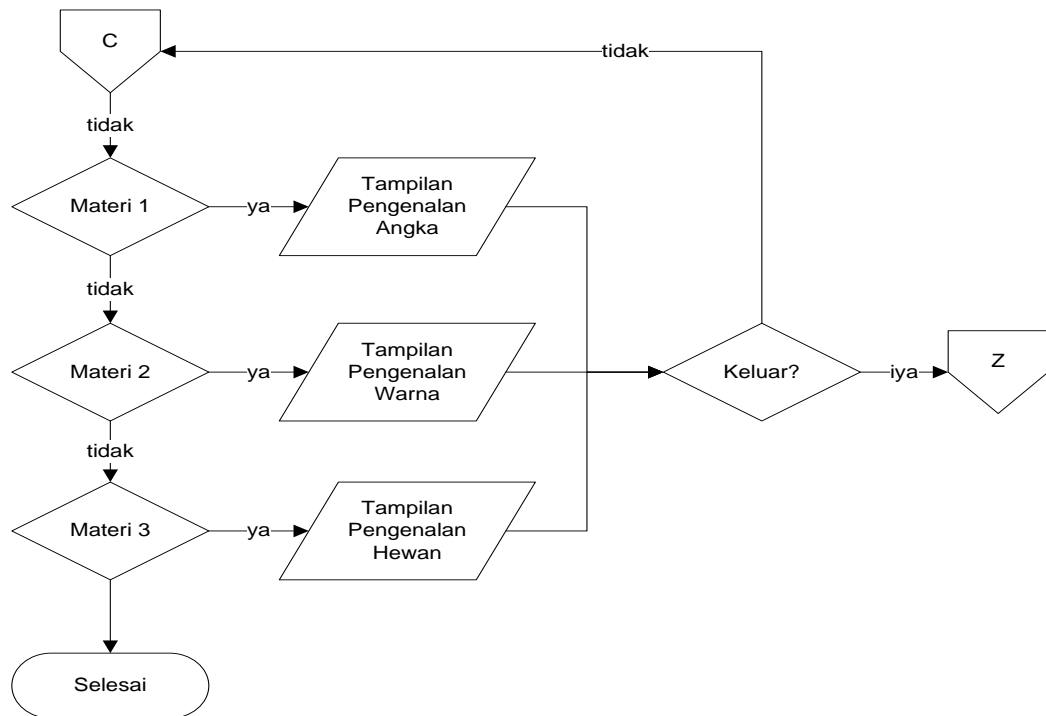 C
tidak
tidak
Materi 1
ya
Tampilan
Pengenalan
Angka
tidak
Materi 2
ya
Tampilan
Pengenalan
Warna
Keluar?
iya
Z
tidak
Materi 3
ya
Tampilan
Pengenalan
Hewan
Selesai